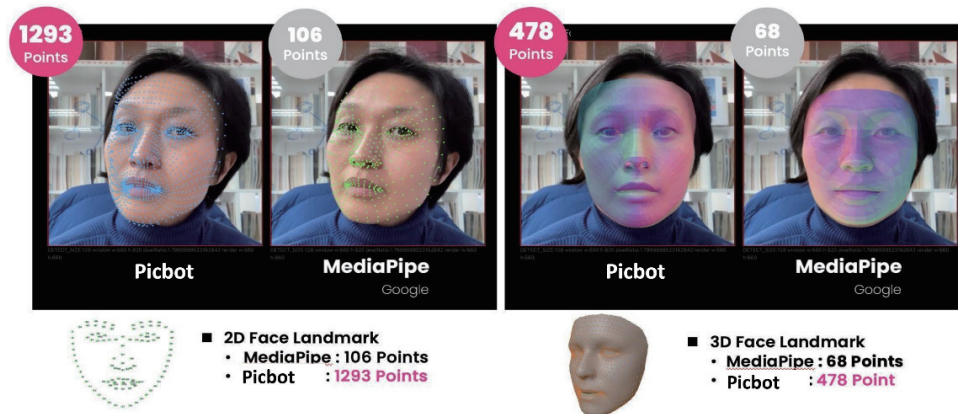 1293
Points
106
Points
478
Points
68
Points
Picbot
MediaPipe
Google
Picbot
MediaPipe
Google
■ 2D Face Landmark
• MediaPipe : 106 Points
• Picbot : 1293 Points
■ 3D Face Landmark
• MediaPipe : 68 Points
• Picbot : 478 Point